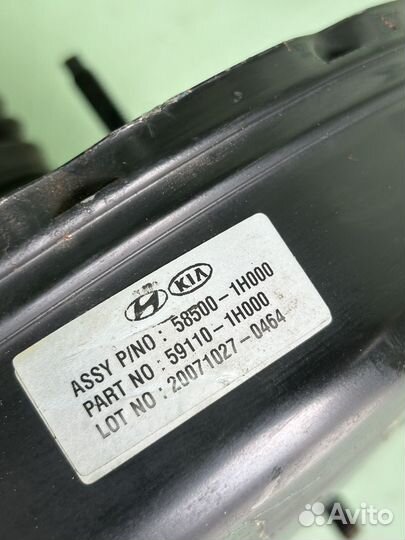 KIA
ASSY P/NO : 58500-1H000
PART NO : 59110-1H000
LOT NO : 20071027-0464
Avito